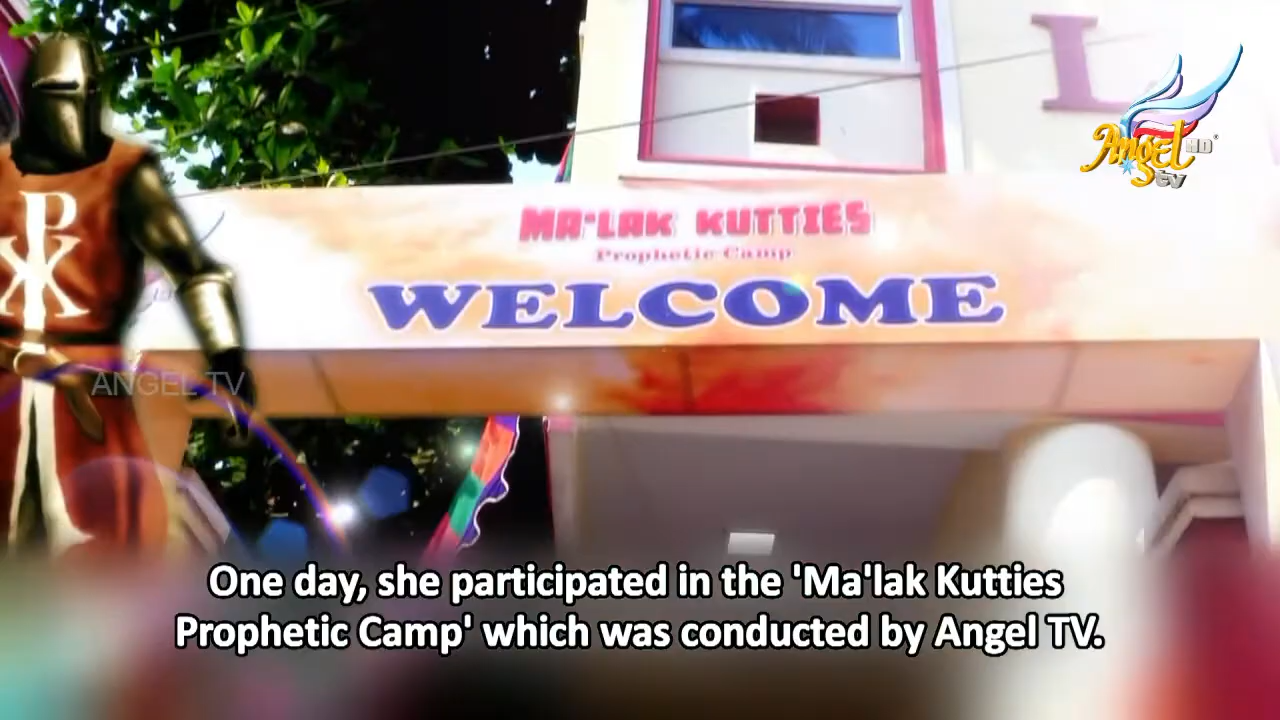 L
Angel HD
tv
MA'LAK KUTTIES
Prophetic Camp
WELCOME
ANGEL TV
One day, she participated in the 'Ma'lak Kutties
Prophetic Camp' which was conducted by Angel TV.